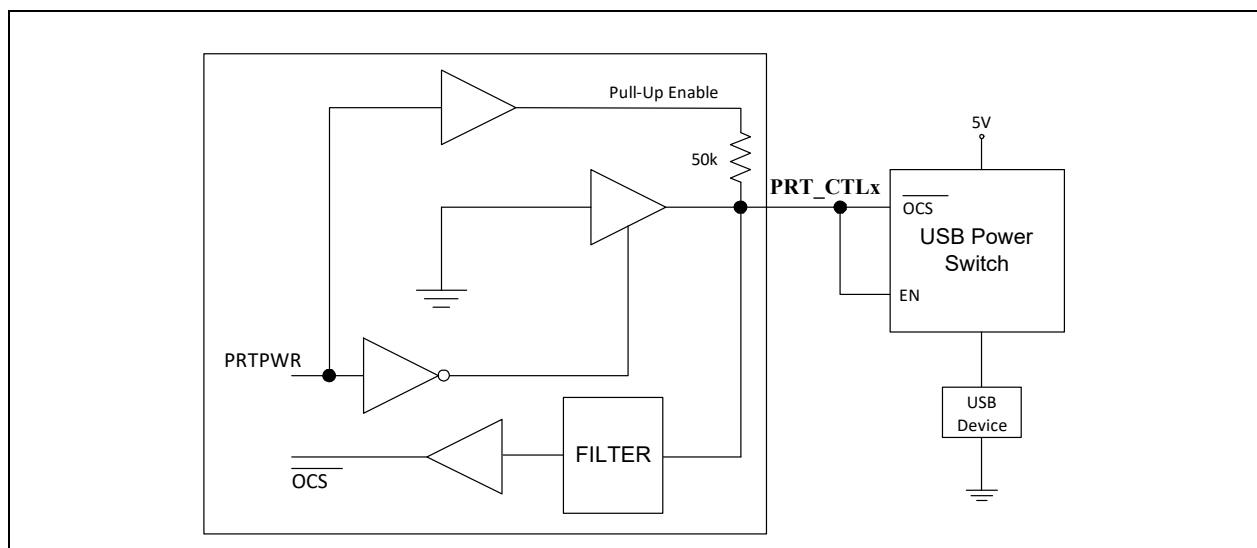 Pull-Up Enable
5V
50k
PRT_CTLx
OCS
USB Power
Switch
EN
PRTPWR
USB
Device
FILTER
OCS